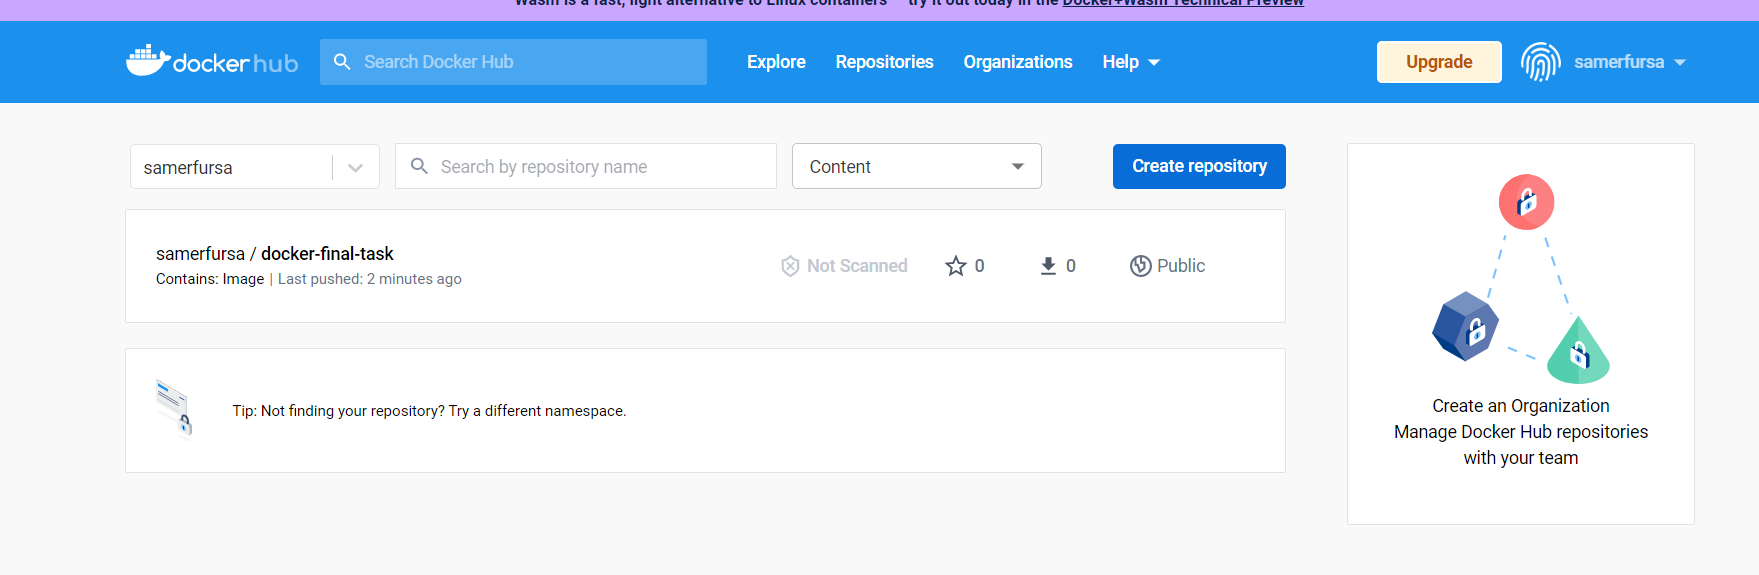 Wasm is a fast, light alternative to Linux containers — try it out today in the Docker+Wasm Technical Preview
docker hub
Search Docker Hub
Explore
Repositories
Organizations
Help
Upgrade
samerfursa
samerfursa
Search by repository name
Content
Create repository
samerfursa / docker-final-task
Not Scanned
0
0
Public
Contains: Image | Last pushed: 2 minutes ago
Tip: Not finding your repository? Try a different namespace.
Create an Organization
Manage Docker Hub repositories
with your team